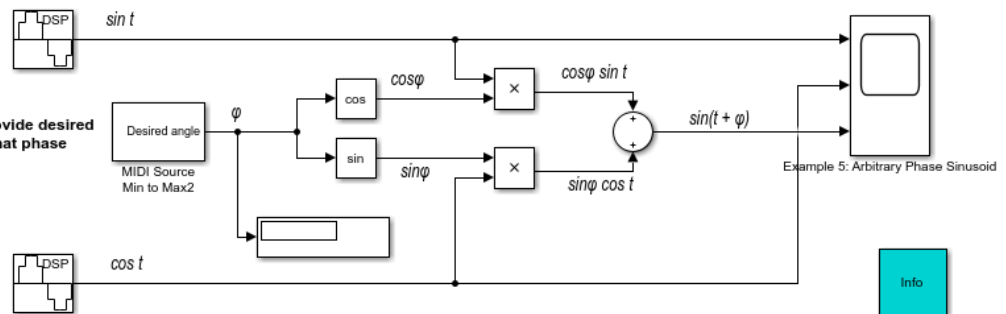 DSP
sin t
cosφ
cosφ sin t
×
cos
φ
ovide desired
nat phase
Desired angle
+
+
sin(t + φ)
sin
sinφ
×
sinφ cos t
MIDI Source
Min to Max2
Example 5: Arbitrary Phase Sinusoid
DSP
cos t
Info